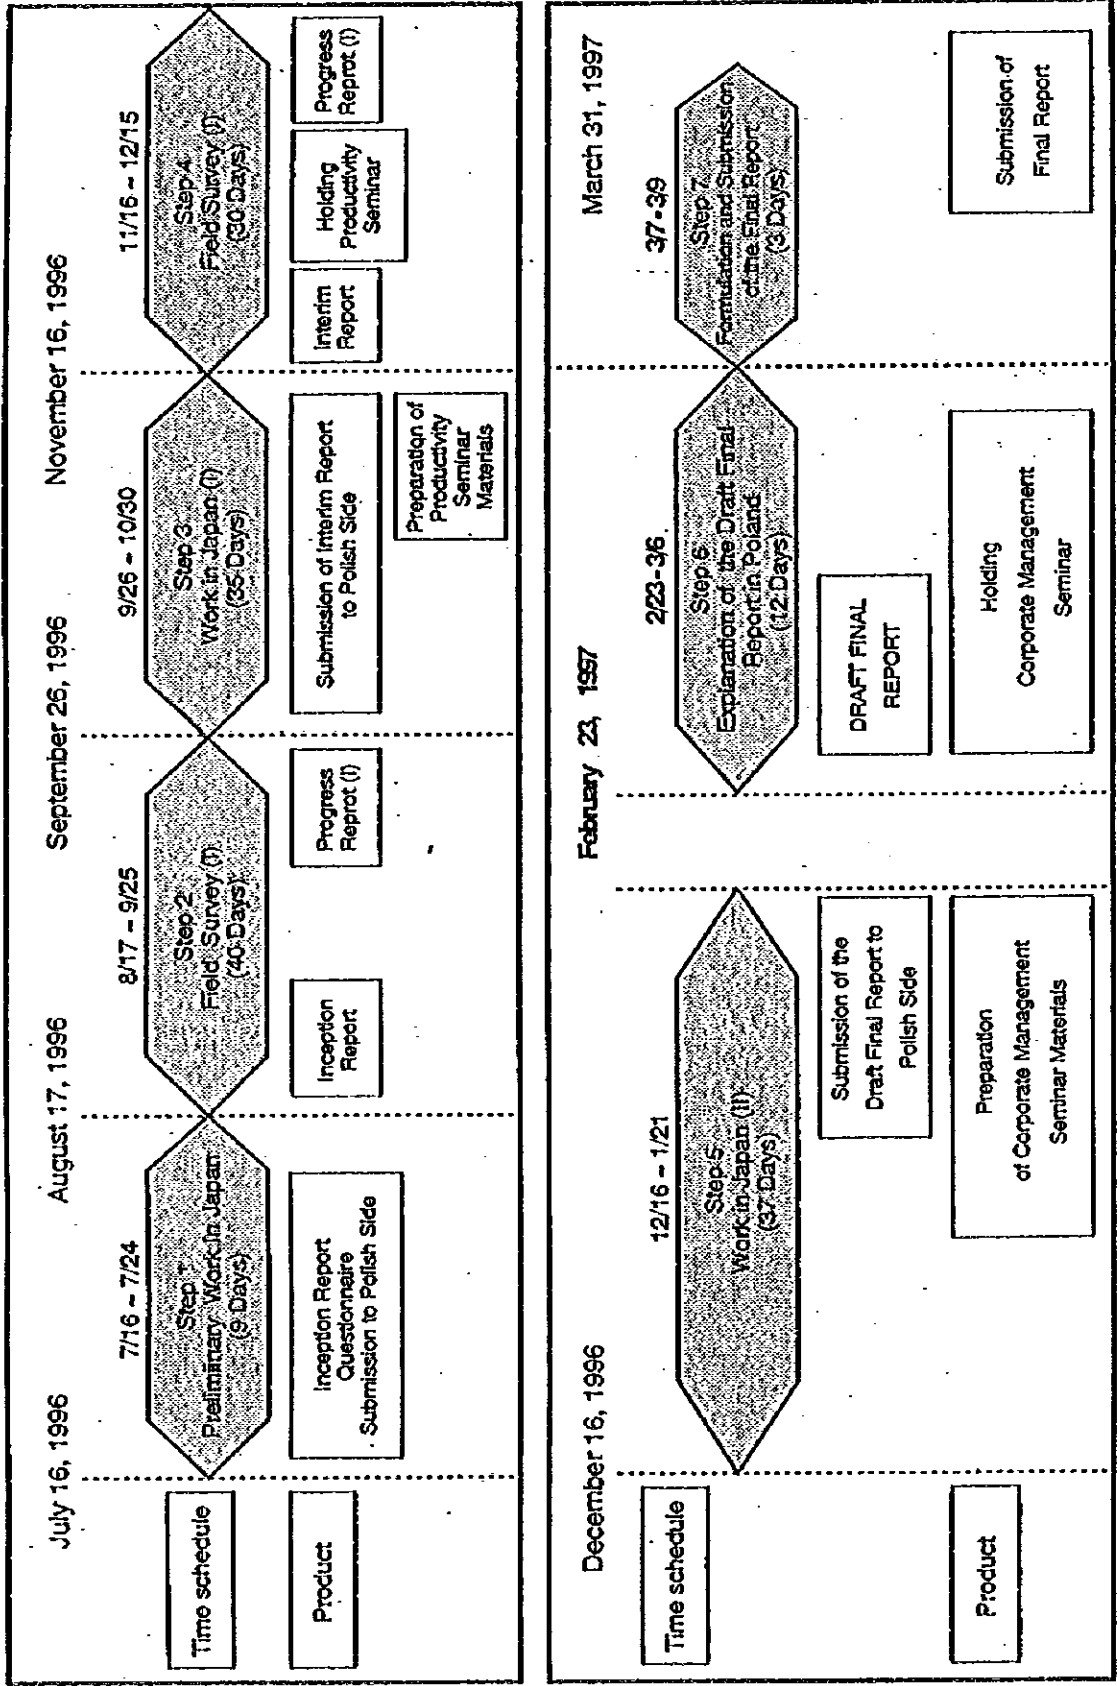 July 16, 1996
August 17, 1996
September 26, 1996
November 16, 1996
7/16 ~ 7/24
8/17 ~ 9/25
9/26 ~ 10/30
11/16 ~ 12/15
Time schedule
Step 1
Preliminary Work in Japan
(9 Days)
Step 2
Field Survey (I)
(40 Days)
Step 3
Work in Japan (I)
(35 Days)
Step 4
Field Survey (I)
(30 Days)
Product
Inception Report
Questionnaire
Submission to Polish Side
Inception
Report
Progress
Reprot (I)
Submission of Interim Report
to Polish Side
Preparation of
Productivity
Seminar
Materials
Interim
Report
Holding
Productivity
Seminar
Progress
Reprot (I)
December 16, 1996
February 23, 1997
March 31, 1997
12/16 ~ 1/21
2/23-3/6
3/7-3/9
Time schedule
Step 5
Work in Japan (II)
(37 Days)
Step 6
Explanation of the Draft Final
Report in Poland
(12 Days)
Step 7
Formulation and Submission
of the Final Report
(3 Days)
Submission of the
Draft Final Report to
Polish Side
DRAFT FINAL
REPORT
Product
Preparation
of Corporate Management
Seminar Materials
Holding
Corporate Management
Seminar
Submission of
Final Report